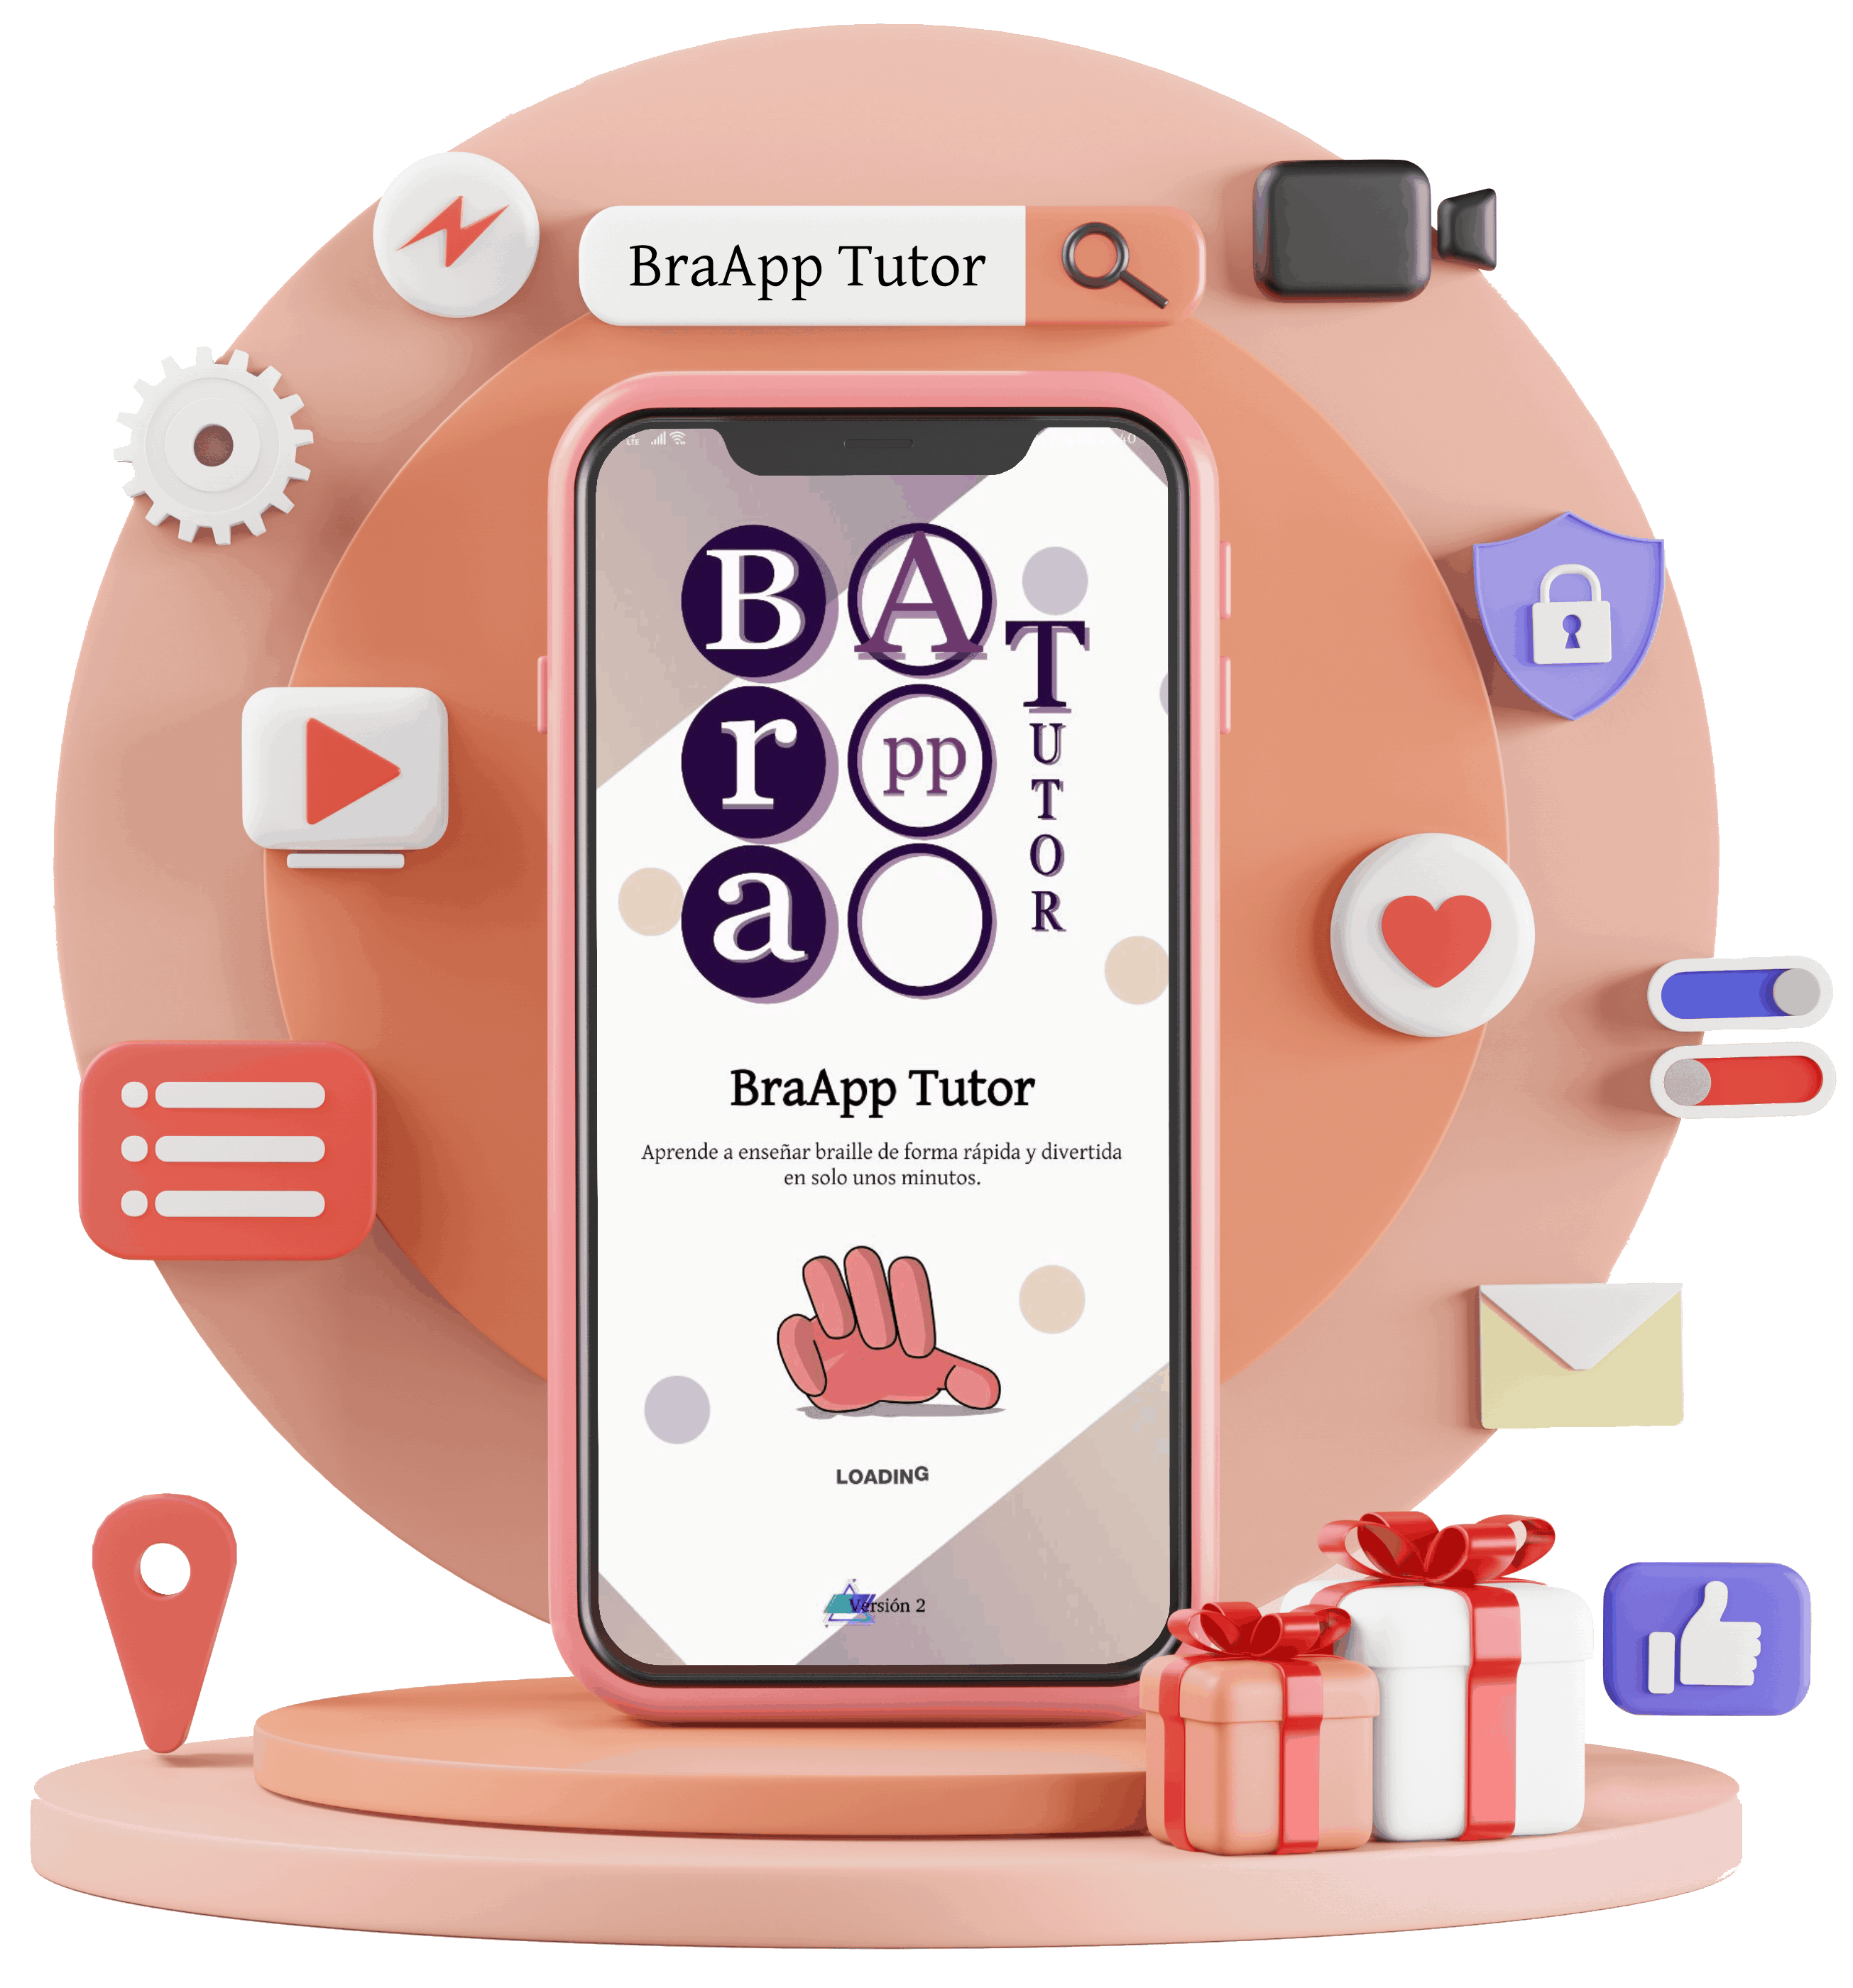 BraApp Tutor
LTE
B A
r pp
a
TUTOR
BraApp Tutor
Aprende a enseñar braille de forma rápida y divertida
en solo unos minutos.
LOADING
Versión 2